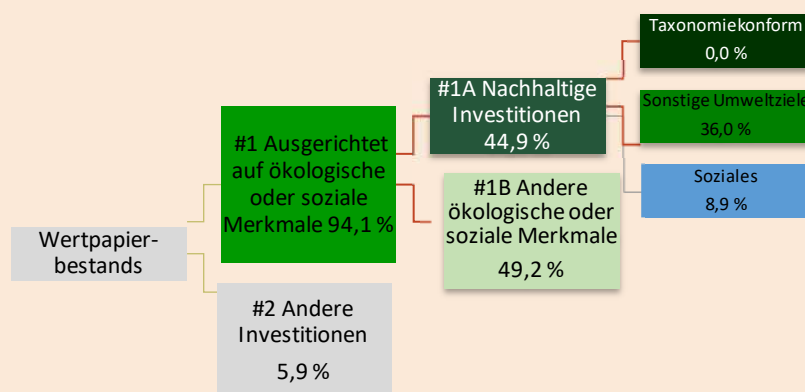 Wertpapier-
bestands
#1 Ausgerichtet
auf ökologische
oder soziale
Merkmale 94,1 %
#2 Andere
Investitionen
5,9 %
#1A Nachhaltige
Investitionen
44,9 %
#1B Andere
ökologische oder
soziale Merkmale
49,2 %
Taxonomiekonform
0,0 %
Sonstige Umweltziele
36,0 %
Soziales
8,9 %